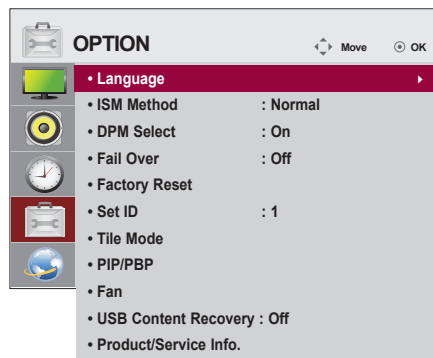 OPTION Move OK
• Language
• ISM Method : Normal
• DPM Select : On
• Fail Over : Off
• Factory Reset
• Set ID : 1
• Tile Mode
• PIP/PBP
• Fan
• USB Content Recovery : Off
• Product/Service Info.